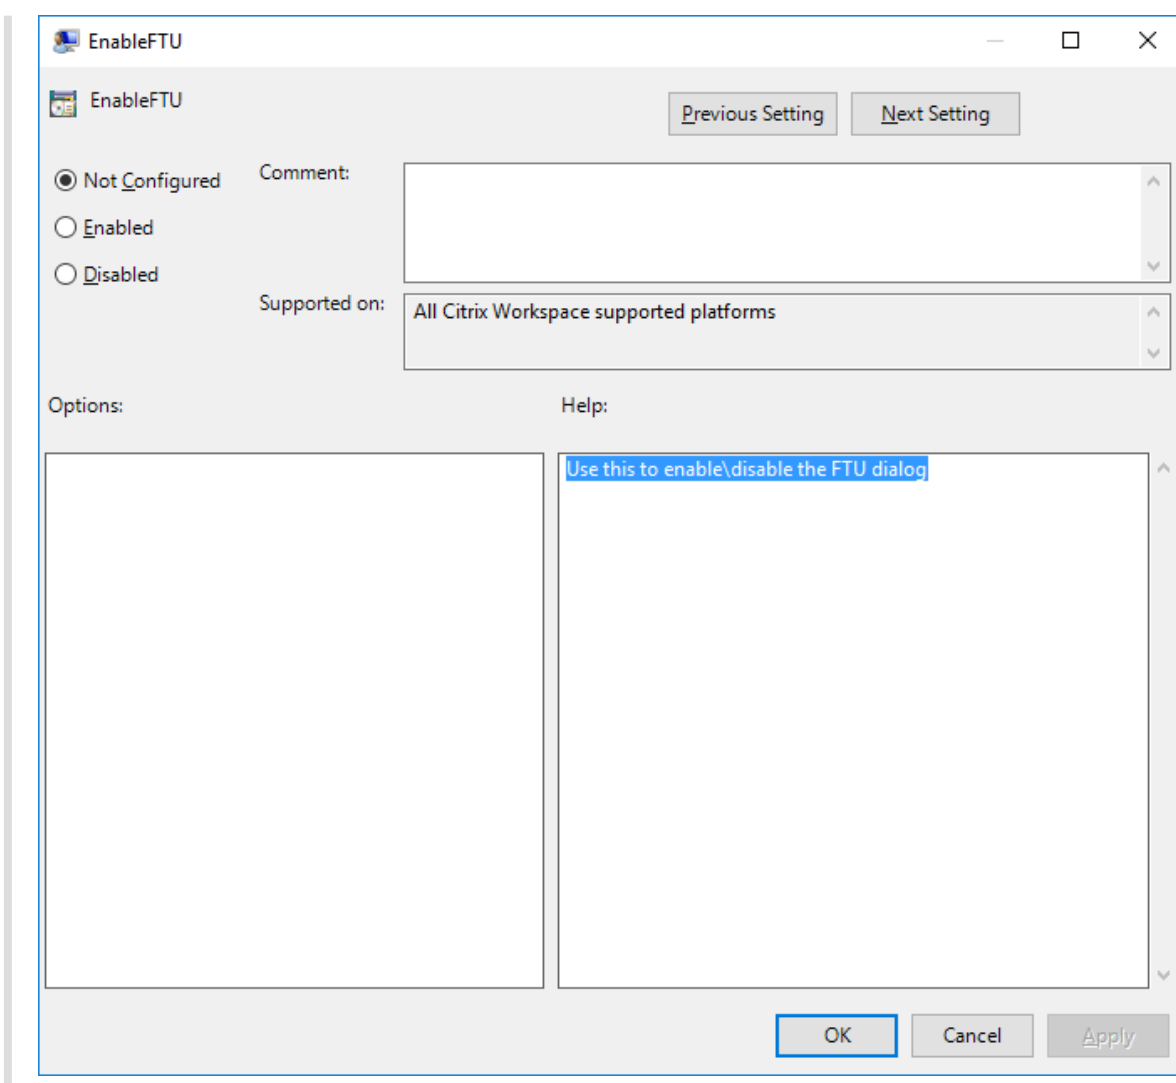 EnableFTU
EnableFTU
Previous Setting
Next Setting
Not Configured
Comment:
Enabled
Disabled
Supported on:
All Citrix Workspace supported platforms
Options:
Help:
Use this to enable\disable the FTU dialog
OK
Cancel
Apply